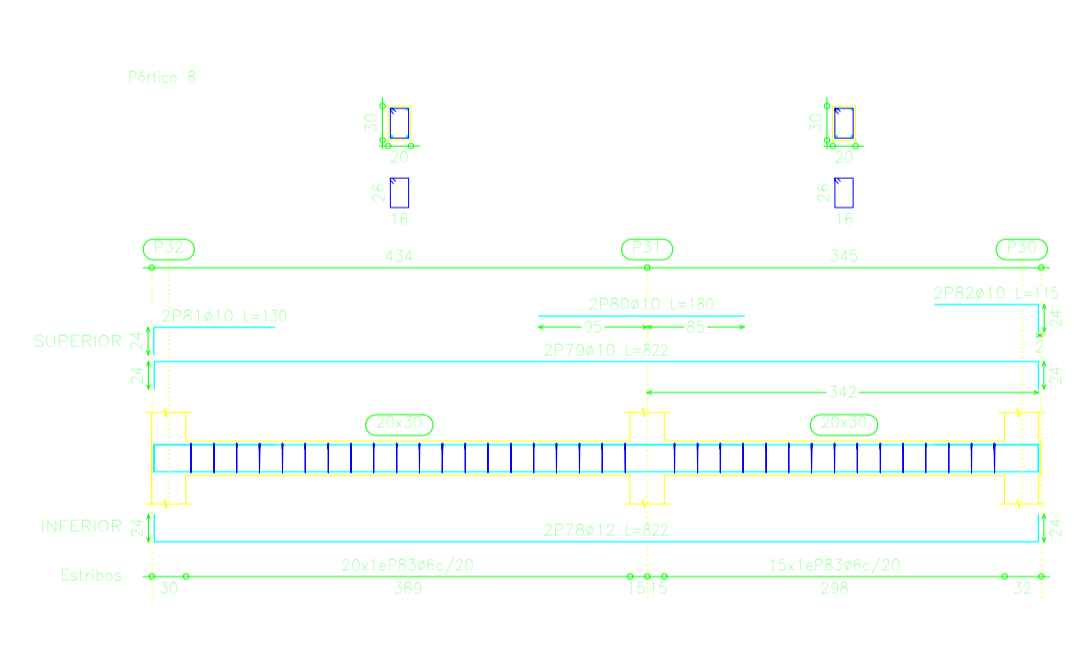 Pórtico 8
30
20
30
20
26
16
26
16
P32
P31
P30
434
345
2P81ø10 L=130
2P80ø10 L=180
2P82ø10 L=115
24
95
85
24
2
SUPERIOR
2P79ø10 L=822
24
24
342
20x30
20x30
INFERIOR
24
2P78ø12 L=822
24
Estribos
20x1eP83ø6c/20
15x1eP83ø6c/20
30
389
15
15
298
32